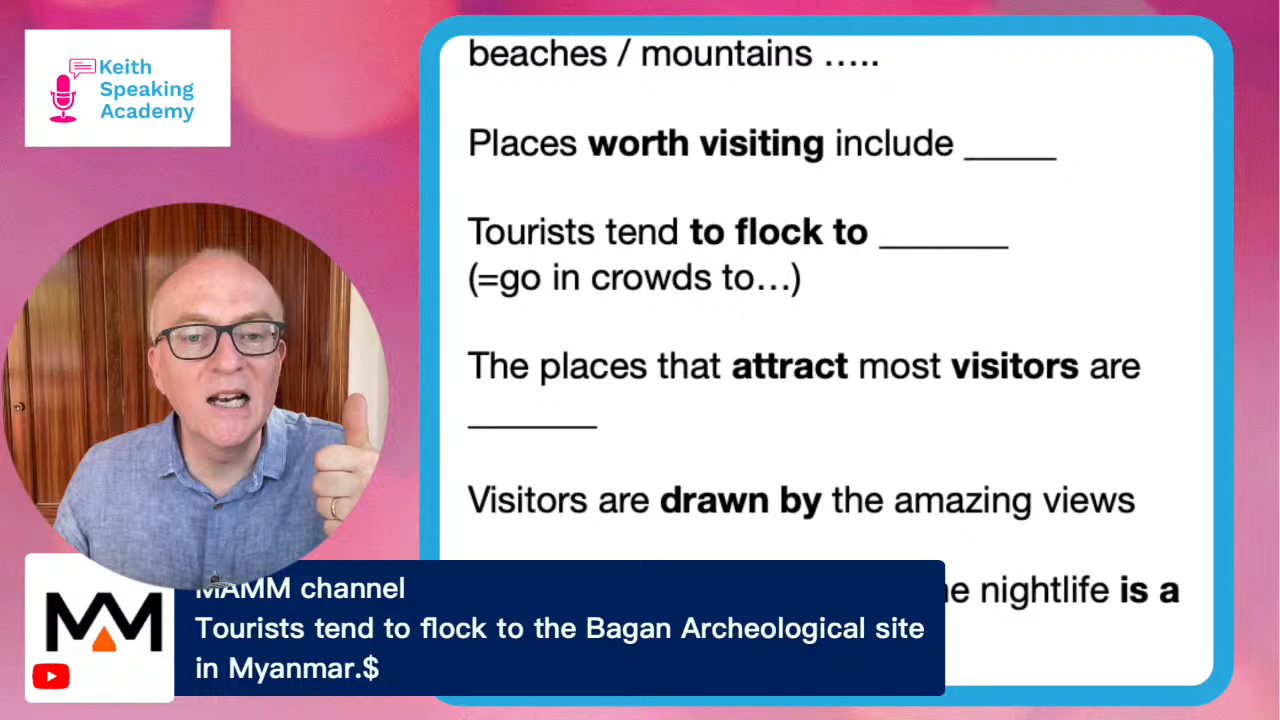 Keith
Speaking
Academy
beaches / mountains …..
Places worth visiting include _____
Tourists tend to flock to _______
(=go in crowds to…)
The places that attract most visitors are
_______
Visitors are drawn by the amazing views
nightlife is a
MAMM channel
Tourists tend to flock to the Bagan Archeological site
in Myanmar.$